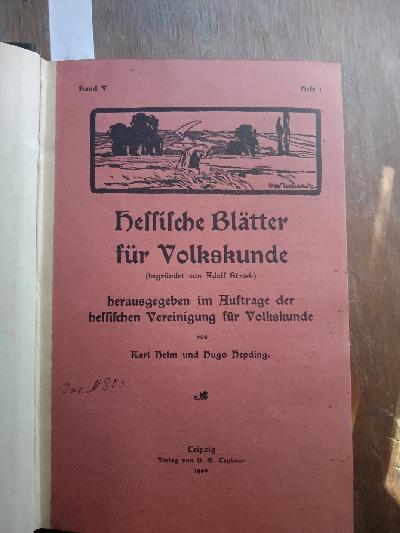 Band V Heft 1
Hessische Blätter
für Volkskunde
(begründet von Adolf Strack)
herausgegeben im Auftrage der
hessischen Vereinigung für Volkskunde
von
Karl Helm und Hugo Hepding.
Leipzig
Verlag von B. G. Teubner
1906